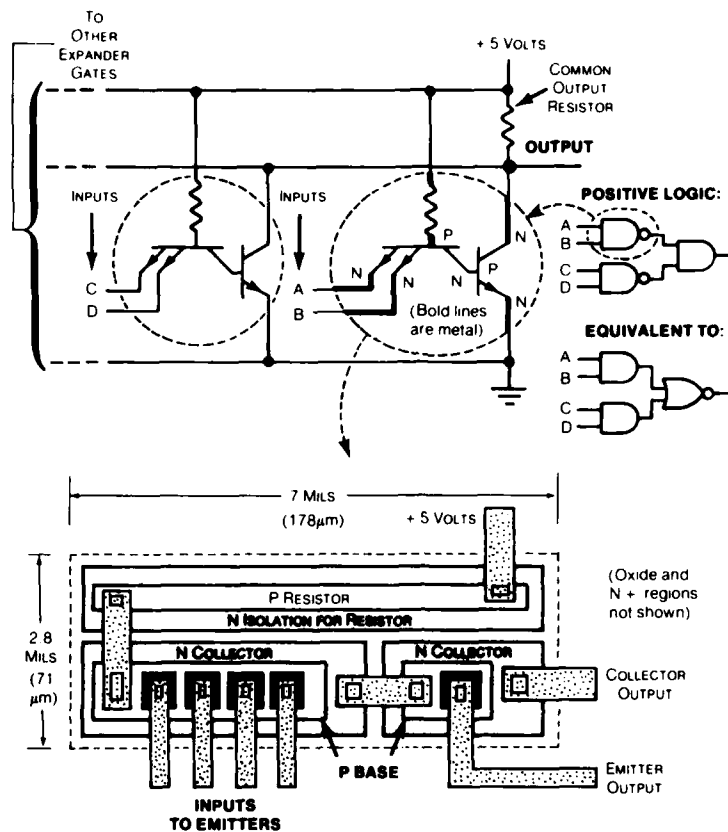 TO
OTHER
EXPANDER
GATES
+ 5 VOLTS
COMMON
OUTPUT
RESISTOR
OUTPUT
INPUTS
INPUTS
POSITIVE LOGIC:
C
D
A
B
N
N
P
N
P
N
N
(Bold lines
are metal)
A
B
C
D
EQUIVALENT TO:
A
B
C
D
7 MILS
(178μm)
+ 5 VOLTS
2.8
MILS
(71
μm)
P RESISTOR
N ISOLATION FOR RESISTOR
(Oxide and
N + regions
not shown)
N COLLECTOR
N COLLECTOR
COLLECTOR
OUTPUT
P BASE
EMITTER
OUTPUT
INPUTS
TO EMITTERS